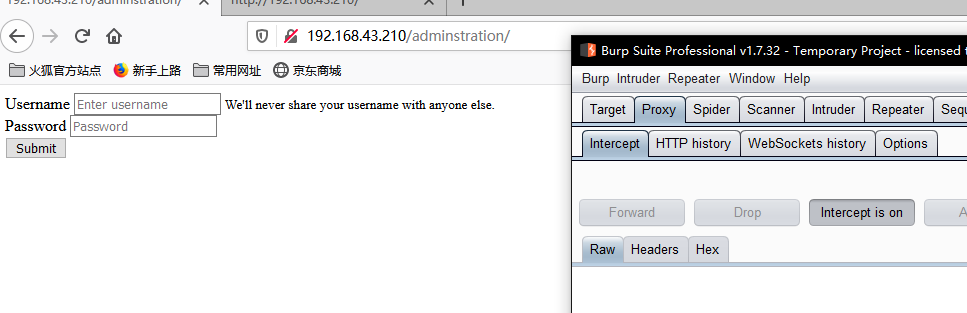 192.168.43.210/adminstration/
http://192.168.43.210/
192.168.43.210/adminstration/
火狐官方站点 新手上路 常用网址 京东商城
Username Enter username We'll never share your username with anyone else.
Password Password
Submit
Burp Suite Professional v1.7.32 - Temporary Project - licensed
Burp Intruder Repeater Window Help
Target Proxy Spider Scanner Intruder Repeater
Intercept HTTP history WebSockets history Options
Forward Drop Intercept is on
Raw Headers Hex